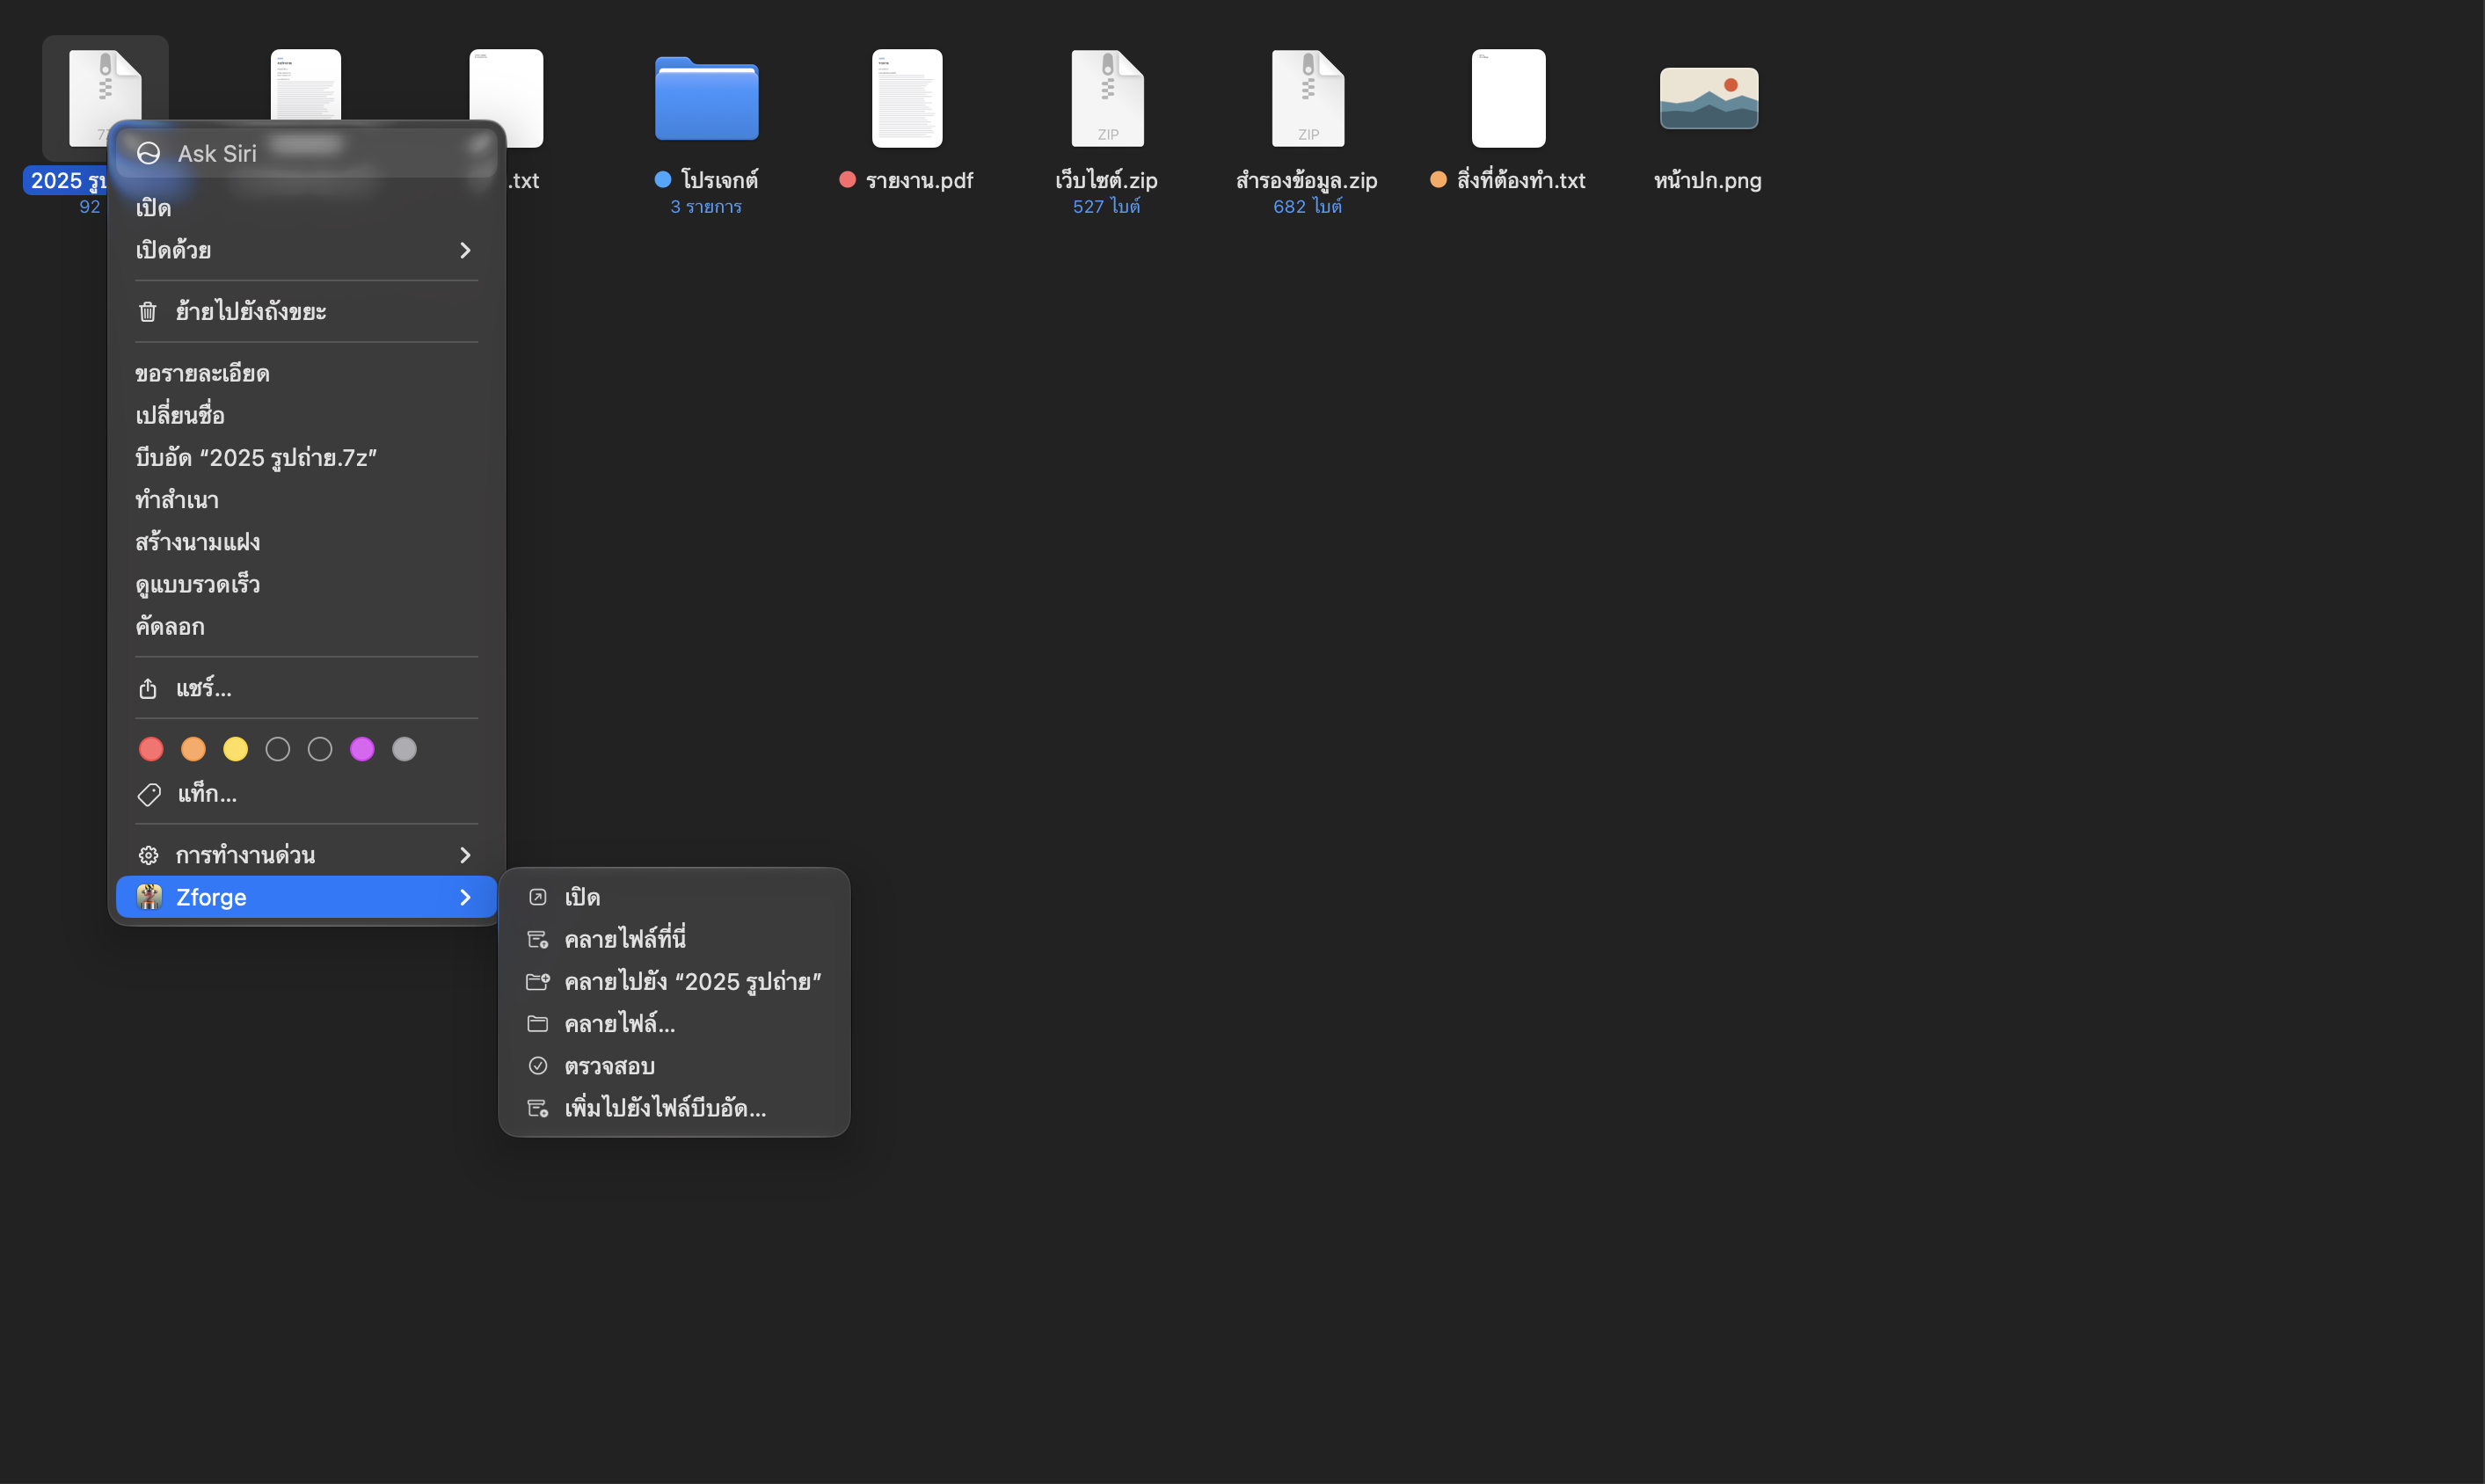 ZIP
ZIP
2025
.txt
โปรเจกต์
รายงาน.pdf
เว็บไซต์.zip
สำรองข้อมูล.zip
สิ่งที่ต้องทำ.txt
หน้าปก.png
92
3 รายการ
527 ไบต์
682 ไบต์
Ask Siri
เปิด
เปิดด้วย
ย้ายไปยังถังขยะ
ขอรายละเอียด
เปลี่ยนชื่อ
บีบอัด “2025 รูปถ่าย.7z”
ทำสำเนา
สร้างนามแฝง
ดูแบบรวดเร็ว
คัดลอก
แชร์...
แท็ก...
การทำงานด่วน
Zforge
เปิด
คลายไฟล์ที่นี่
คลายไปยัง “2025 รูปถ่าย”
คลายไฟล์...
ตรวจสอบ
เพิ่มไปยังไฟล์บีบอัด...